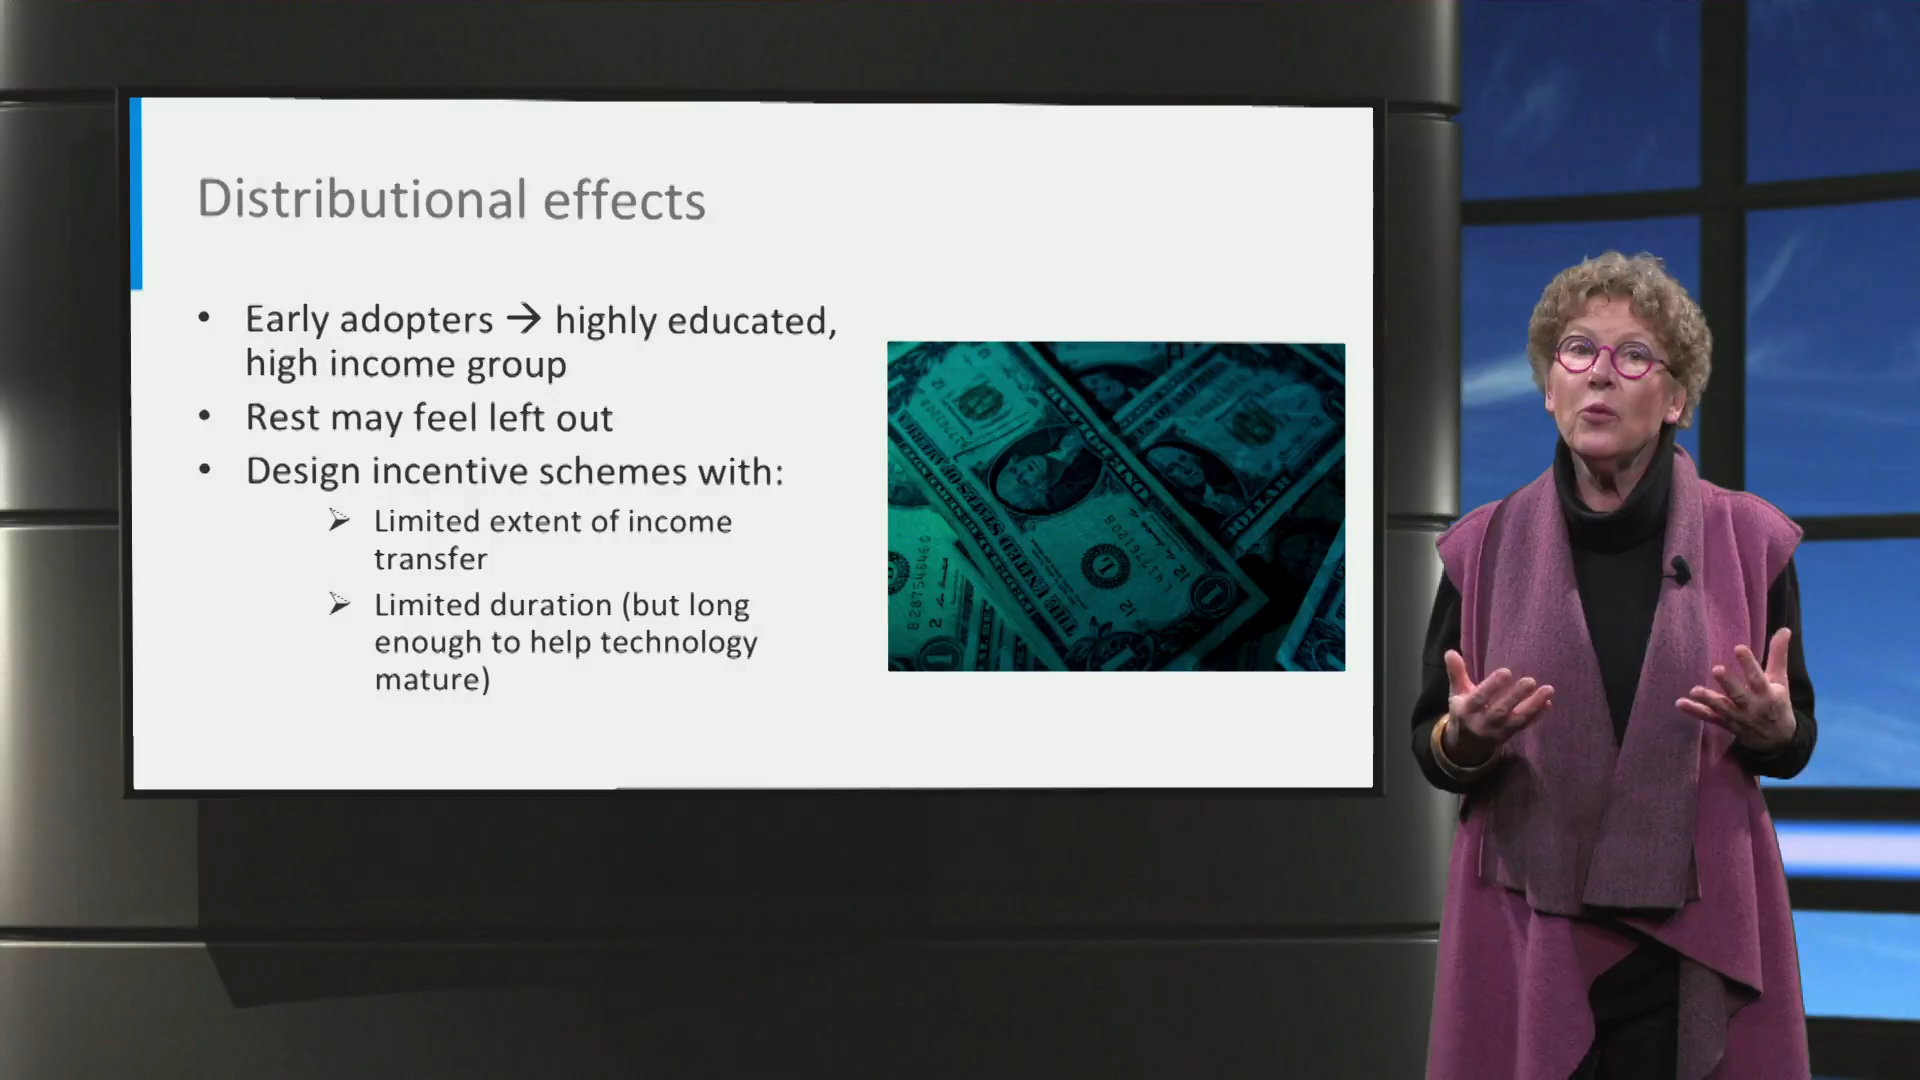 Distributional effects
• Early adopters → highly educated,
high income group
• Rest may feel left out
• Design incentive schemes with:
➢ Limited extent of income
transfer
➢ Limited duration (but long
enough to help technology
mature)